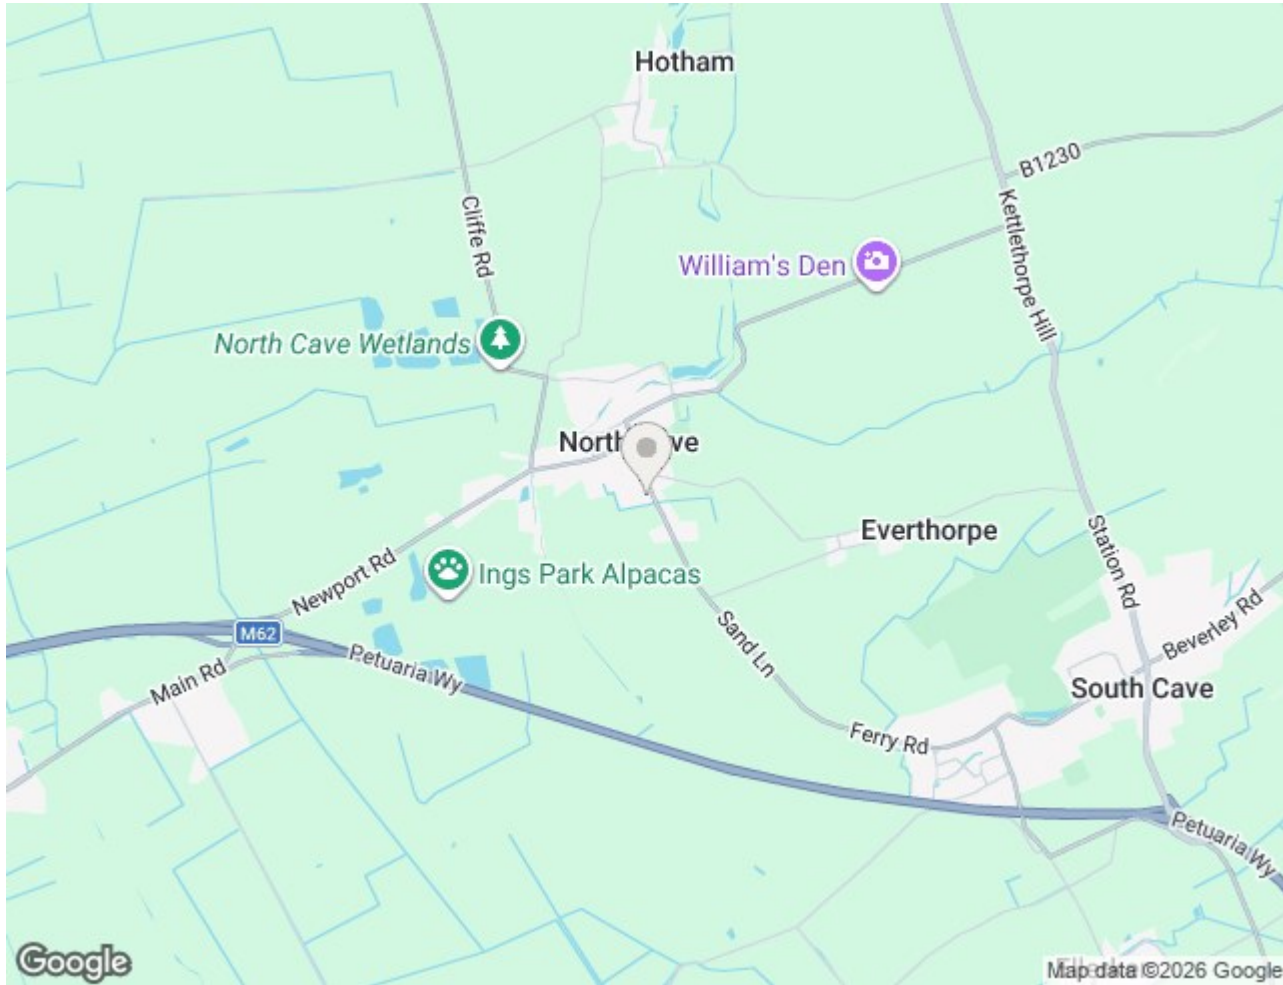 Hotham
B1230
Cliffe Rd
Kettlethorpe Hill
William's Den
North Cave Wetlands
Everthorpe
Station Rd
Newport Rd
Ings Park Alpacas
Beverley Rd
M62
Sand Ln
Petuaria Wy
Main Rd
South Cave
Ferry Rd
Petuaria Wy
Google
Map data ©2026 Google